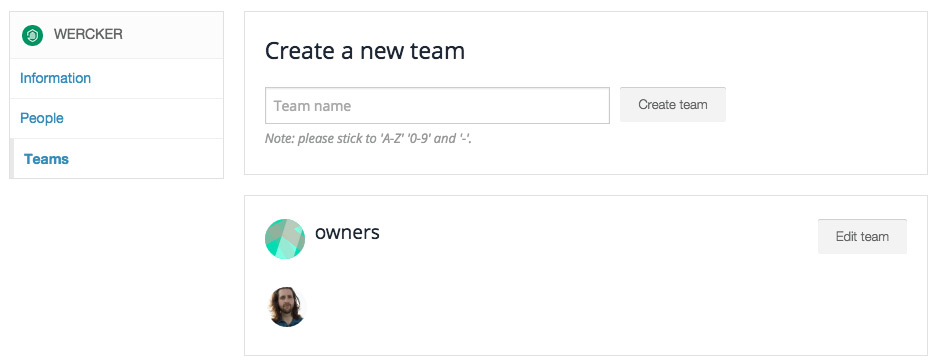 WERCKER
Information
People
Teams
Create a new team
Team name
Create team
Note: please stick to 'A-Z' '0-9' and '-'.
owners
Edit team